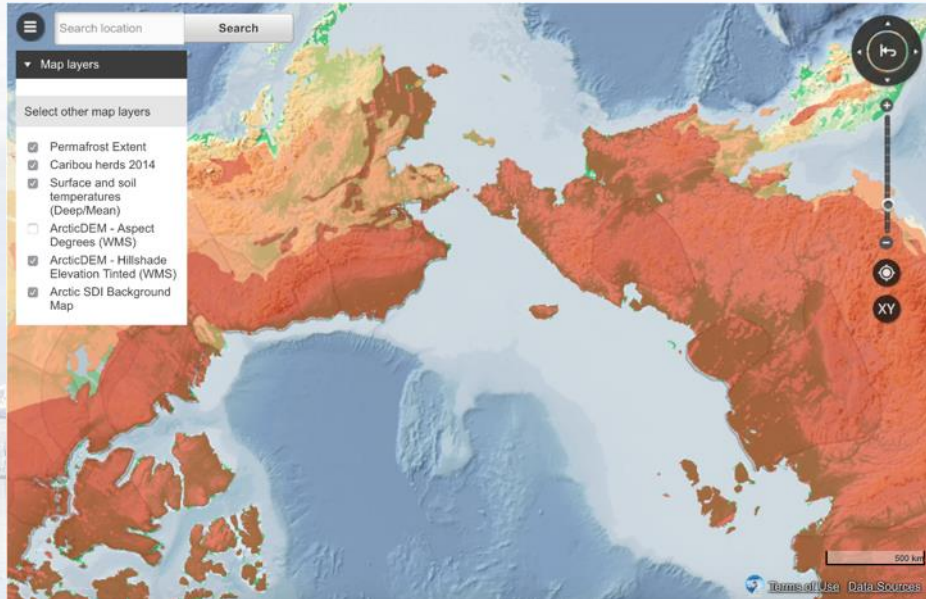 Search location
Search
Map layers
Select other map layers
Permafrost Extent
Caribou herds 2014
Surface and soil
temperatures
(Deep/Mean)
ArcticDEM - Aspect
Degrees (WMS)
ArcticDEM - Hillshade
Elevation Tinted (WMS)
Arctic SDI Background
Map
XY
500 km
Terms of Use Data Sources